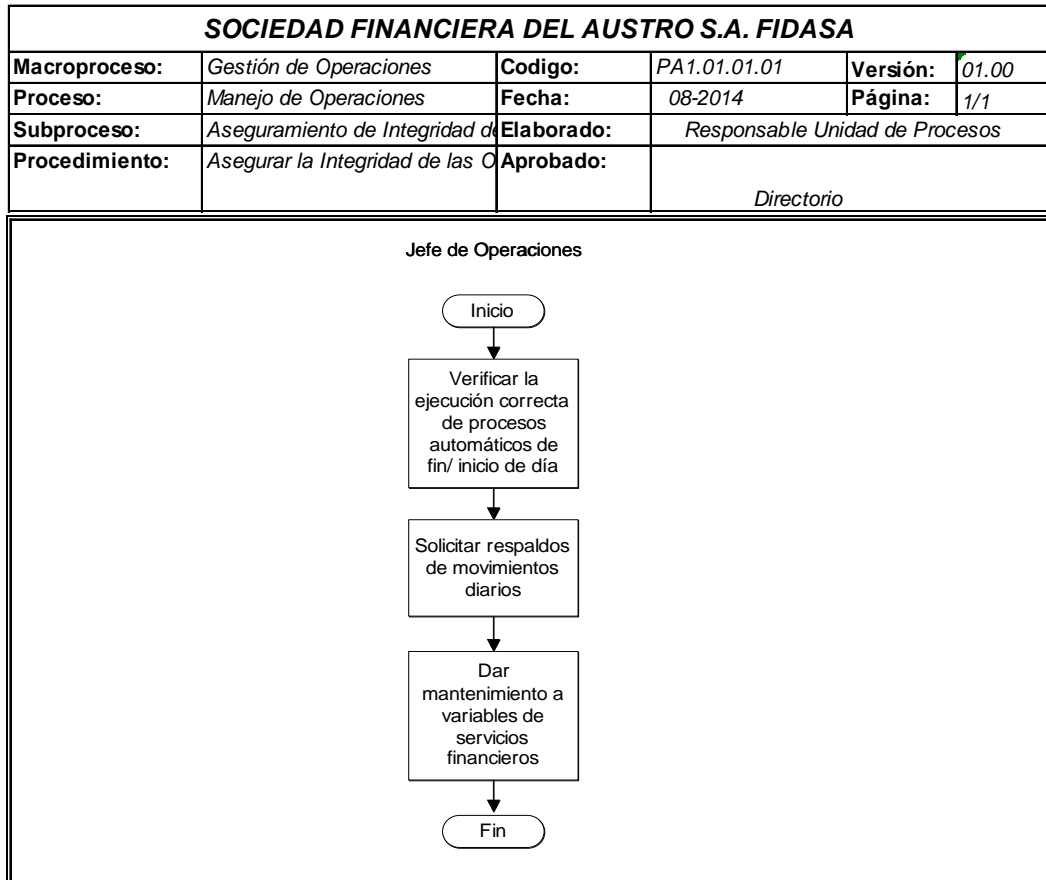 SOCIEDAD FINANCIERA DEL AUSTRO S.A. FIDASA
Macroproceso: Gestión de Operaciones Codigo: PA1.01.01.01 Versión: 01.00
Proceso: Manejo de Operaciones Fecha: 08-2014 Página: 1/1
Subproceso: Aseguramiento de Integridad de Elaborado: Responsable Unidad de Procesos
Procedimiento: Asegurar la Integridad de las O Aprobado:
Directorio
Jefe de Operaciones
Inicio
Verificar la
ejecución correcta
de procesos
automáticos de
fin/ inicio de día
Solicitar respaldos
de movimientos
diarios
Dar
mantenimiento a
variables de
servicios
financieros
Fin